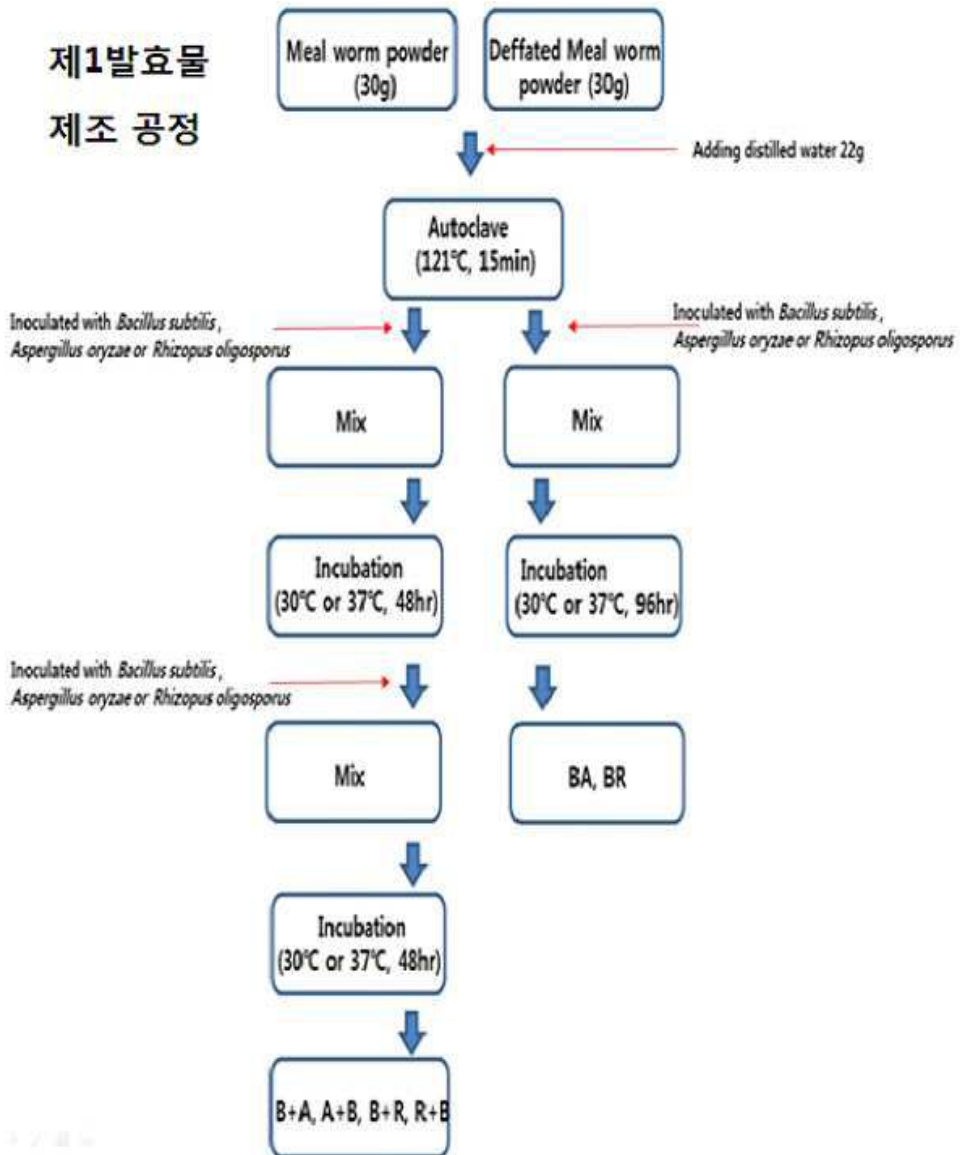 제1발효물
제조 공정
Meal worm powder
(30g)
Deffated Meal worm
powder (30g)
Adding distilled water 22g
Autoclave
(121℃, 15min)
Inoculated with Bacillus subtilis ,
Aspergillus oryzae or Rhizopus oligosporus
Inoculated with Bacillus subtilis ,
Aspergillus oryzae or Rhizopus oligosporus
Mix
Mix
Incubation
(30℃ or 37℃, 48hr)
Incubation
(30℃ or 37℃, 96hr)
Inoculated with Bacillus subtilis ,
Aspergillus oryzae or Rhizopus oligosporus
Mix
BA, BR
Incubation
(30℃ or 37℃, 48hr)
B+A, A+B, B+R, R+B